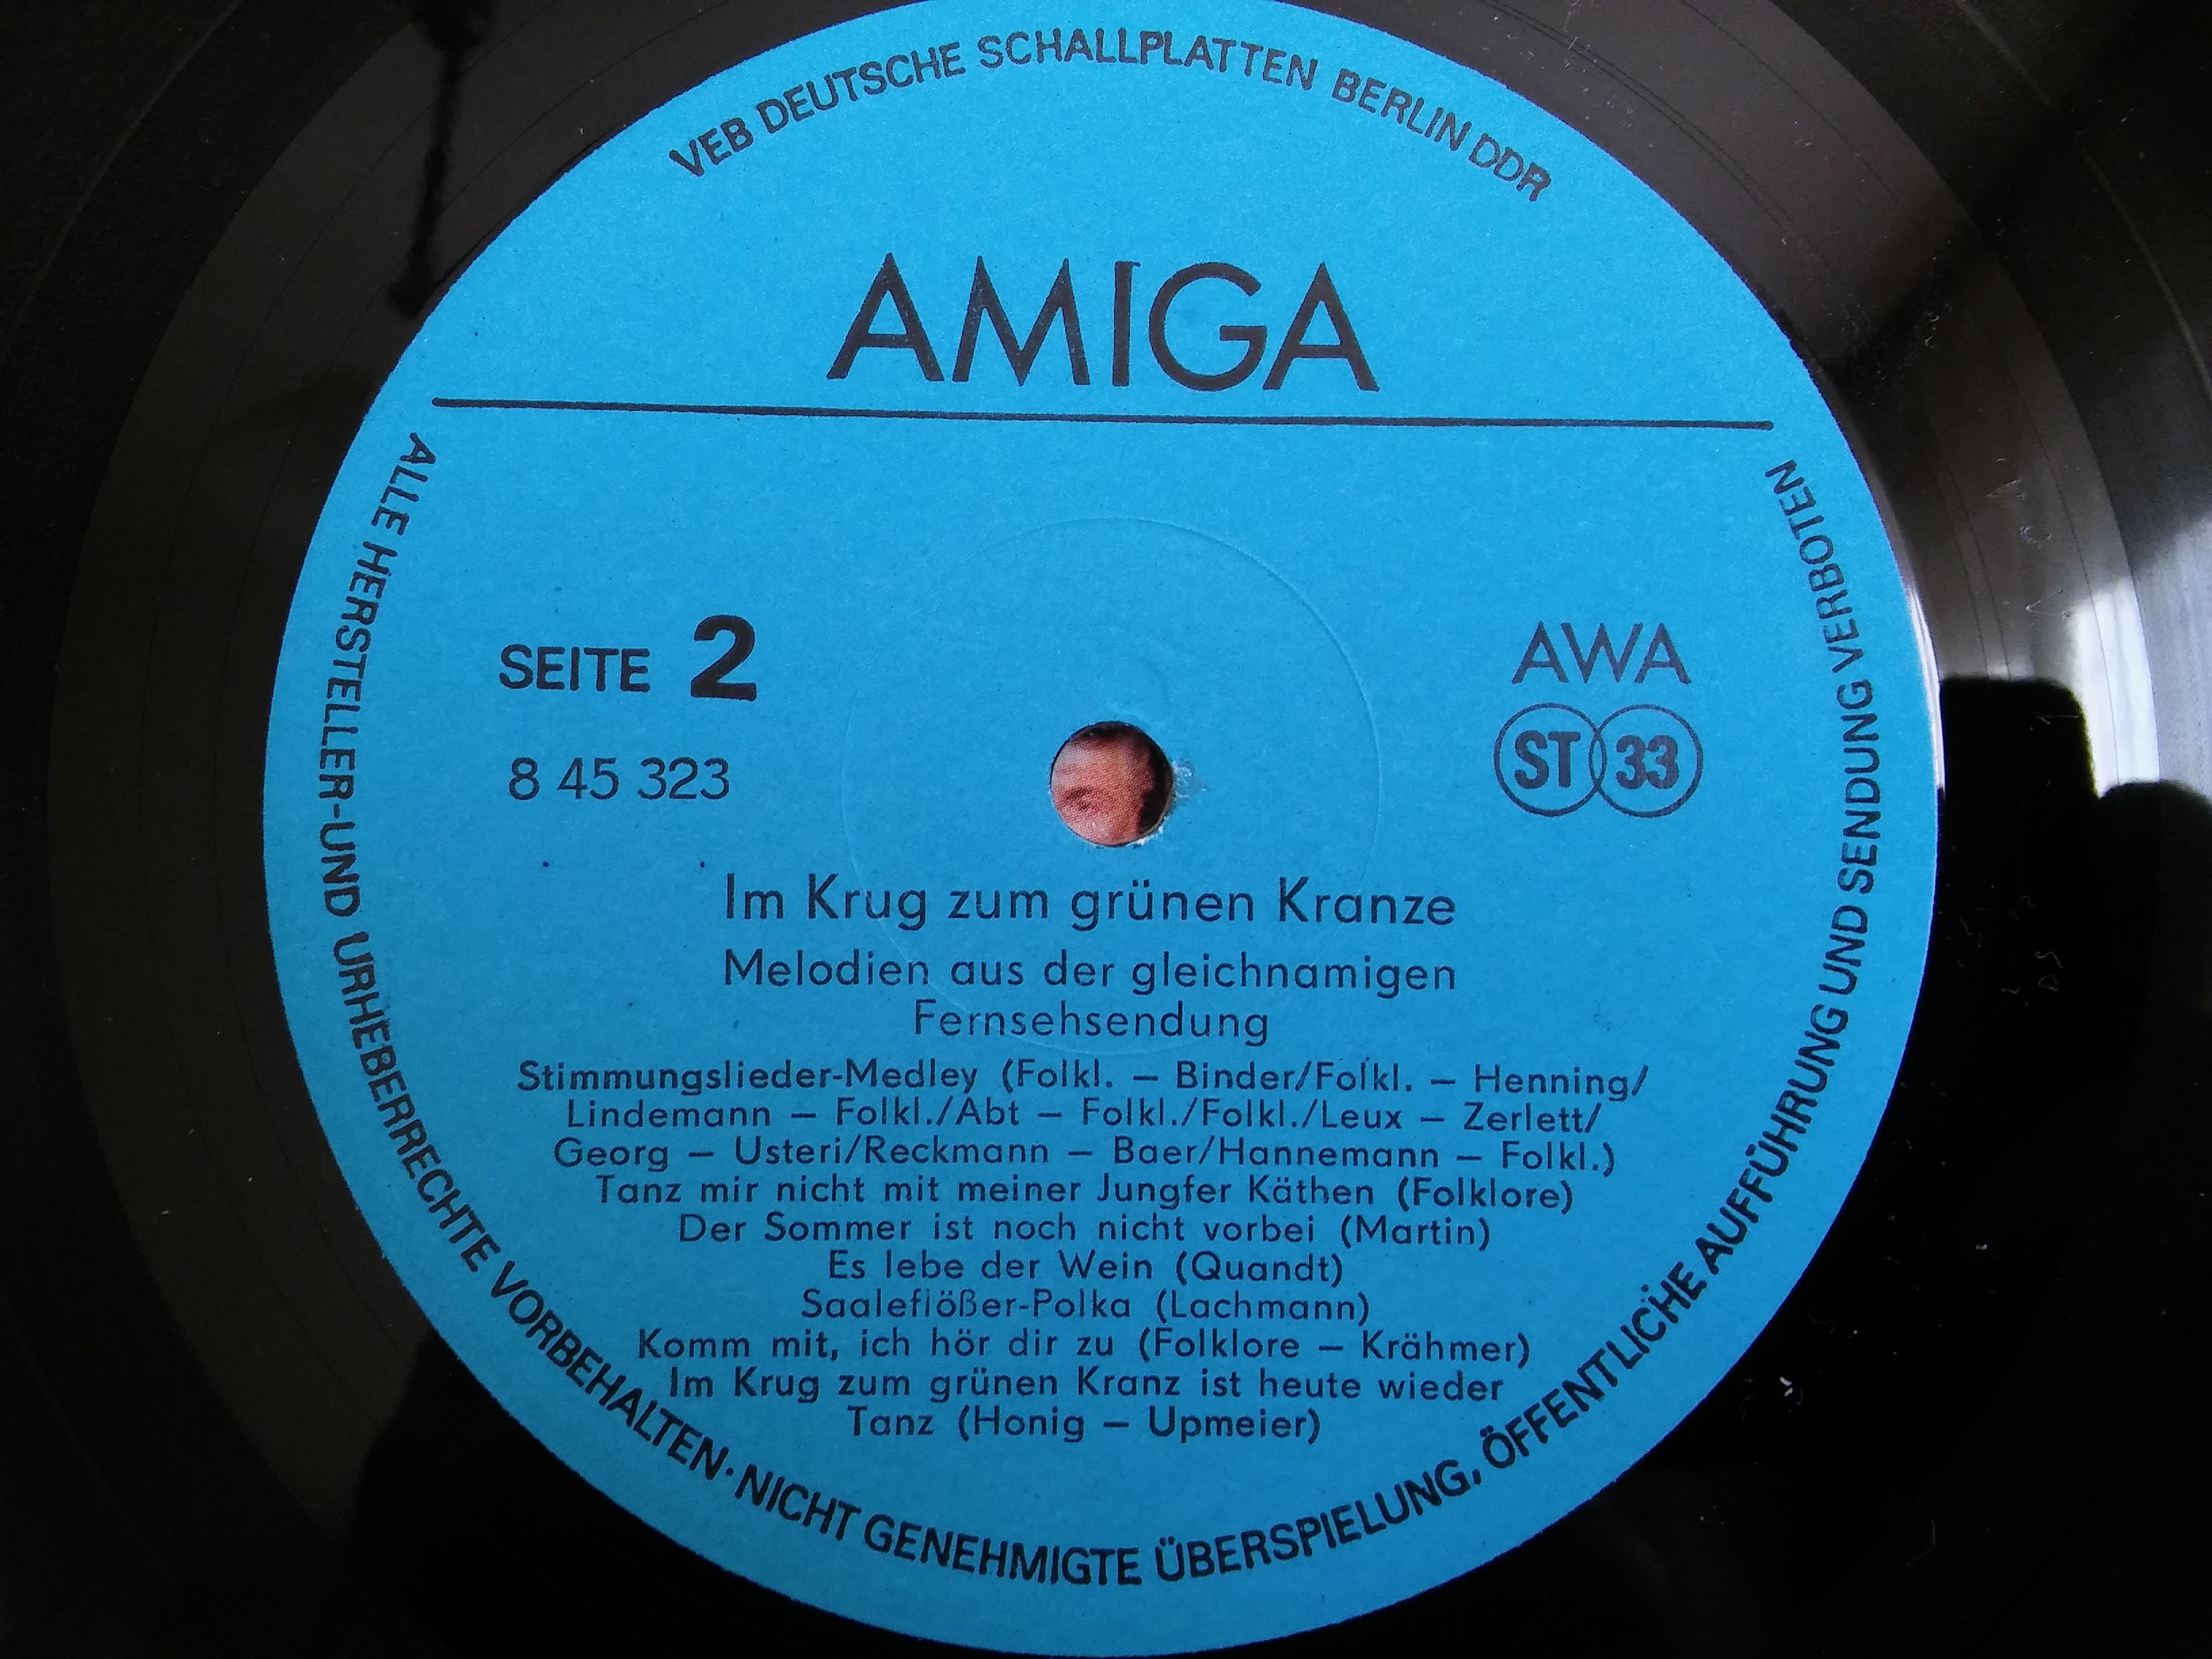 VEB DEUTSCHE SCHALLPLATTEN BERLIN DDR
AMIGA
ALLE HERSTELLER-UND URHEBERRECHTE VORBEHALTEN · NICHT GENEHMIGTE ÜBERSPIELUNG, ÖFFENTLICHE AUFFÜHRUNG UND SENDUNG VERBOTEN
SEITE 2
AWA
8 45 323
ST 33
Im Krug zum grünen Kranze
Melodien aus der gleichnamigen
Fernsehsendung
Stimmungslieder-Medley (Folkl. – Binder/Folkl. – Henning/
Lindemann – Folkl./Abt – Folkl./Folkl./Leux – Zerlett/
Georg – Usteri/Reckmann – Baer/Hannemann – Folkl.)
Tanz mir nicht mit meiner Jungfer Käthen (Folklore)
Der Sommer ist noch nicht vorbei (Martin)
Es lebe der Wein (Quandt)
Saaleflößer-Polka (Lachmann)
Komm mit, ich hör dir zu (Folklore – Krähmer)
Im Krug zum grünen Kranz ist heute wieder
Tanz (Honig – Upmeier)